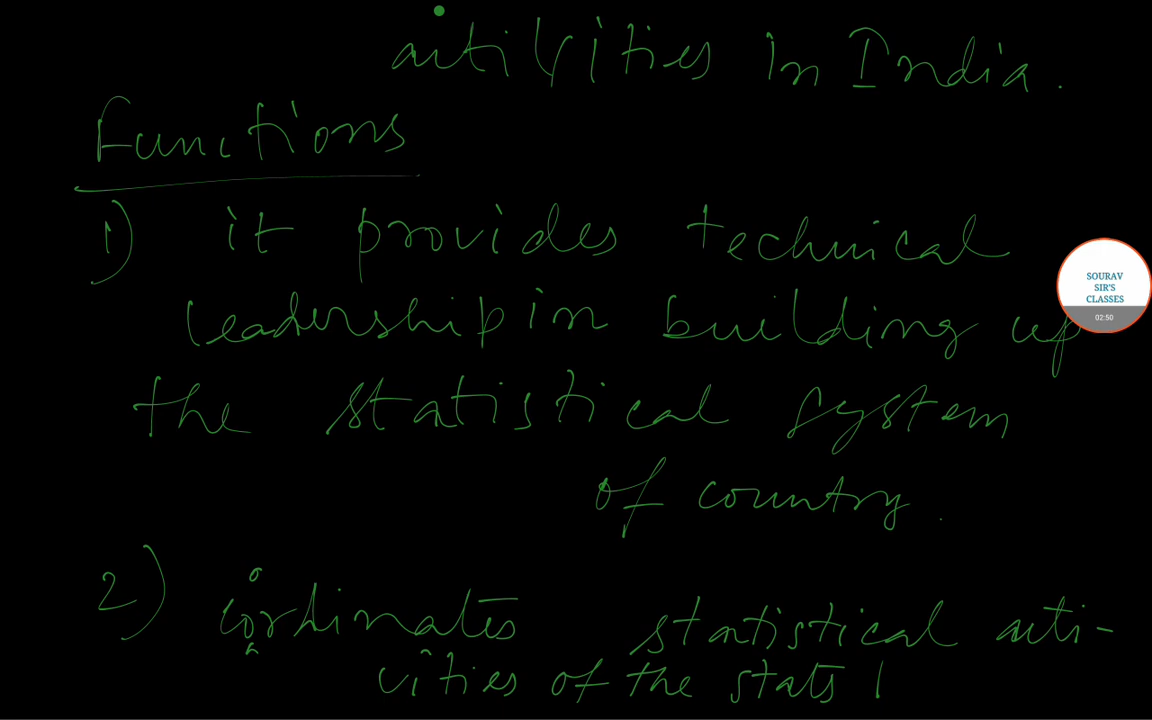 activities in India.
Functions
1) it provides technical
leadership in building up
the statistical system
of country.
2) coordinates statistical acti-
vities of the stats
SOURAV
SIR'S
CLASSES
02:50